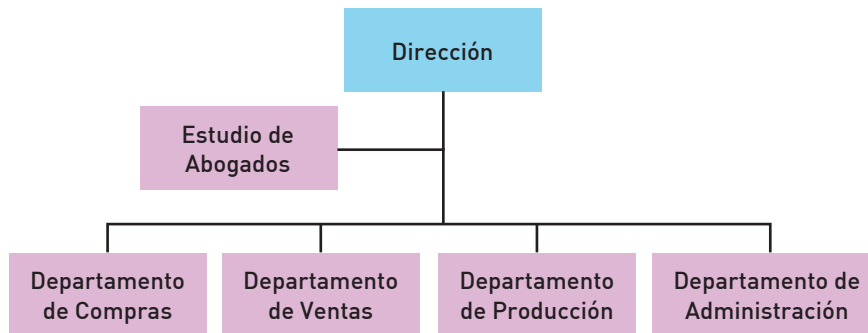 Dirección
Estudio de
Abogados
Departamento
de Compras
Departamento
de Ventas
Departamento
de Producción
Departamento de
Administración